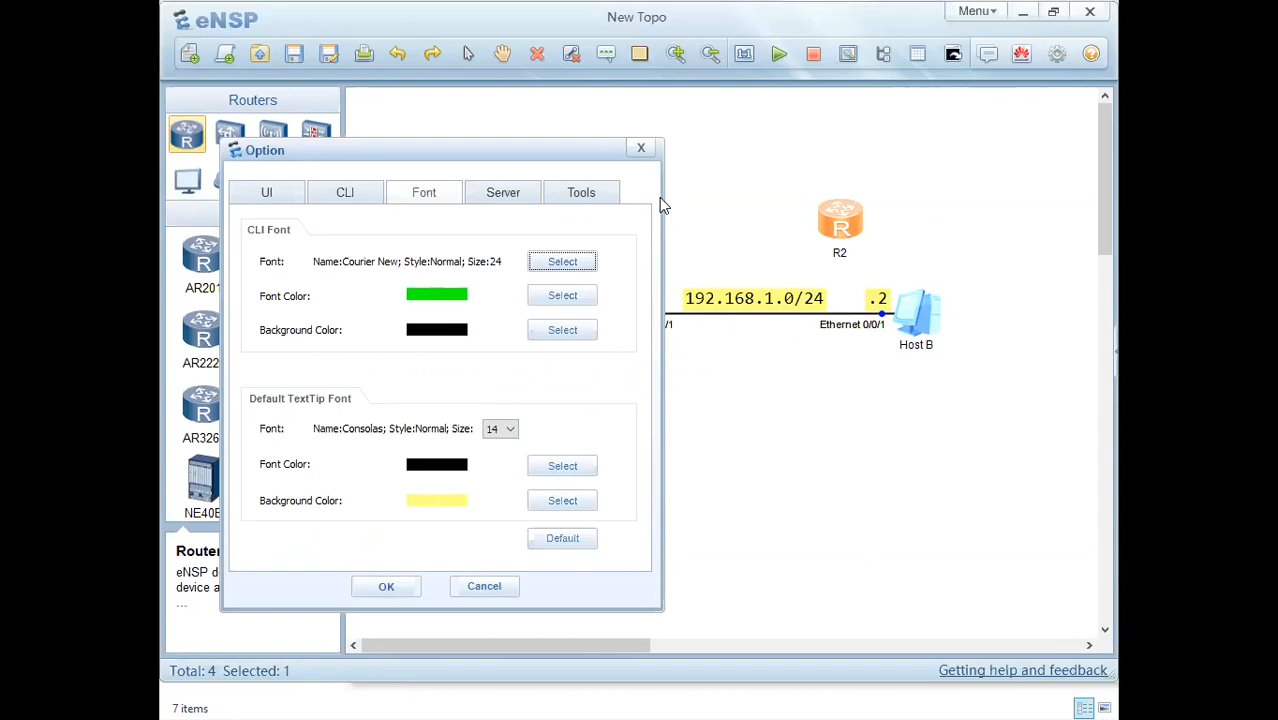 eNSP
New Topo
Menu
Routers
Option
X
UI
CLI
Font
Server
Tools
CLI Font
Font:
Name:Courier New; Style:Normal; Size:24
Select
Font Color:
Select
Background Color:
Select
Default TextTip Font
Font:
Name:Consolas; Style:Normal; Size:
14
Font Color:
Select
Background Color:
Select
Default
OK
Cancel
R
R
R
AR201
AR222
R
AR326
NE40E
Router
eNSP de
device a
...
R
R2
192.168.1.0/24
.2
/1
Ethernet 0/0/1
Host B
Total: 4 Selected: 1
Getting help and feedback
7 items